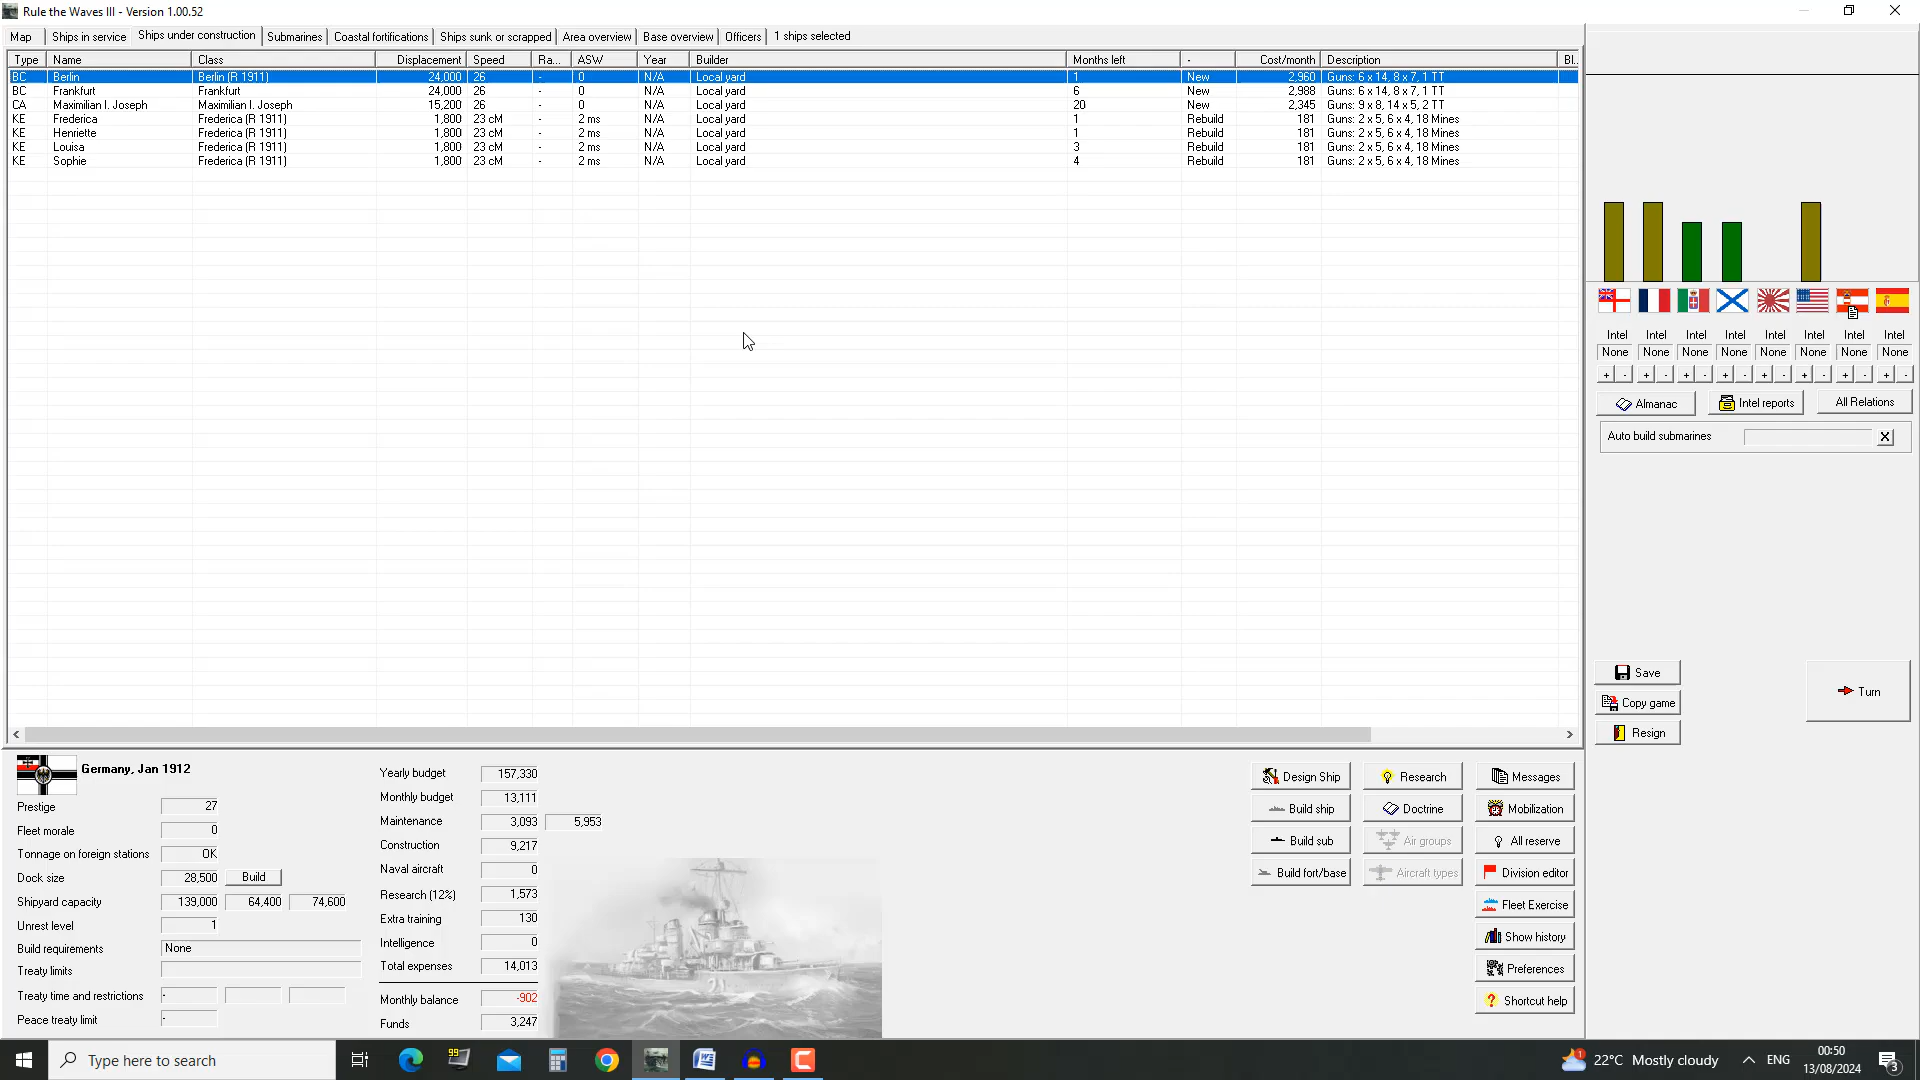 Rule the Waves III - Version 1.00.52
Map Ships in service Ships under construction Submarines Coastal fortifications Ships sunk or scrapped Area overview Base overview Officers 1 ships selected
Type Name Class Displacement Speed Ra... ASW Year Builder Months left - Cost/month Description Bl...
BC Berlin Berlin (R 1911) 24,000 26 - 0 N/A Local yard 1 New 2,960 Guns: 6 x 14, 8 x 7, 1 TT
BC Frankfurt Frankfurt 24,000 26 - 0 N/A Local yard 6 New 2,988 Guns: 6 x 14, 8 x 7, 1 TT
CA Maximilian I. Joseph Maximilian I. Joseph 15,200 26 - 0 N/A Local yard 20 New 2,345 Guns: 9 x 8, 14 x 5, 2 TT
KE Frederica Frederica (R 1911) 1,800 23 cM - 2 ms N/A Local yard 1 Rebuild 181 Guns: 2 x 5, 6 x 4, 18 Mines
KE Henriette Frederica (R 1911) 1,800 23 cM - 2 ms N/A Local yard 1 Rebuild 181 Guns: 2 x 5, 6 x 4, 18 Mines
KE Louisa Frederica (R 1911) 1,800 23 cM - 2 ms N/A Local yard 3 Rebuild 181 Guns: 2 x 5, 6 x 4, 18 Mines
KE Sophie Frederica (R 1911) 1,800 23 cM - 2 ms N/A Local yard 4 Rebuild 181 Guns: 2 x 5, 6 x 4, 18 Mines
Intel Intel Intel Intel Intel Intel Intel Intel
None None None None None None None None
+ - + - + - + - + - + - + - + -
Almanac Intel reports All Relations
Auto build submarines X
Save
Copy game
Resign
Turn
Germany, Jan 1912
Prestige 27
Fleet morale 0
Tonnage on foreign stations OK
Dock size 28,500 Build
Shipyard capacity 139,000 64,400 74,600
Unrest level 1
Build requirements None
Treaty limits
Treaty time and restrictions -
Peace treaty limit -
Yearly budget 157,330
Monthly budget 13,111
Maintenance 3,093 5,953
Construction 9,217
Naval aircraft 0
Research (12%) 1,573
Extra training 130
Intelligence 0
Total expenses 14,013
Monthly balance -902
Funds 3,247
Design Ship Research Messages
Build ship Doctrine Mobilization
Build sub Air groups All reserve
Build fort/base Aircraft types Division editor
Fleet Exercise
Show history
Preferences
Shortcut help
Type here to search
99
22°C Mostly cloudy ENG
00:50
13/08/2024
3